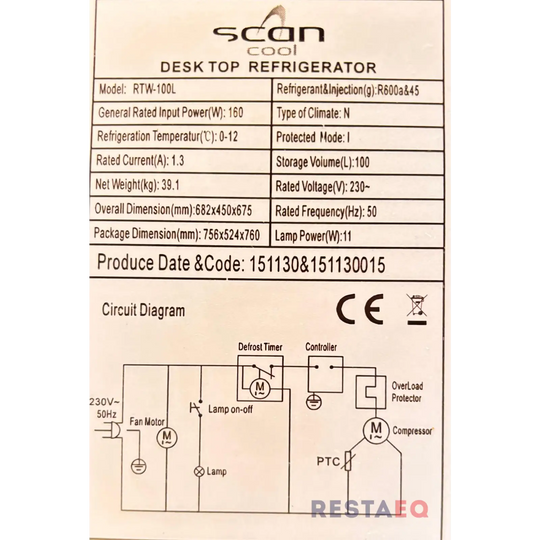 scan
cool
DESK TOP REFRIGERATOR
Model: RTW-100L
Refrigerant&Injection(g):R600a&45
General Rated Input Power(W): 160
Type of Climate: N
Refrigeration Temperatur(℃): 0-12
Protected Mode: I
Rated Current(A): 1.3
Storage Voiume(L): 100
Net Weight(kg): 39.1
Rated Voltage(V): 230~
Overall Dimension(mm): 682x450x675
Rated Frequency(Hz): 50
Package Dimension(mm): 756x524x760
Lamp Power(W): 11
Produce Date &Code: 151130&151130015
Circuit Diagram
CE
Defrost Timer
Controller
M
1~
OverLoad
Protector
230V~
50Hz
Lamp on-off
Fan Motor
M
1~
M
1~
Compressor
PTC
Lamp
RESTAEQ